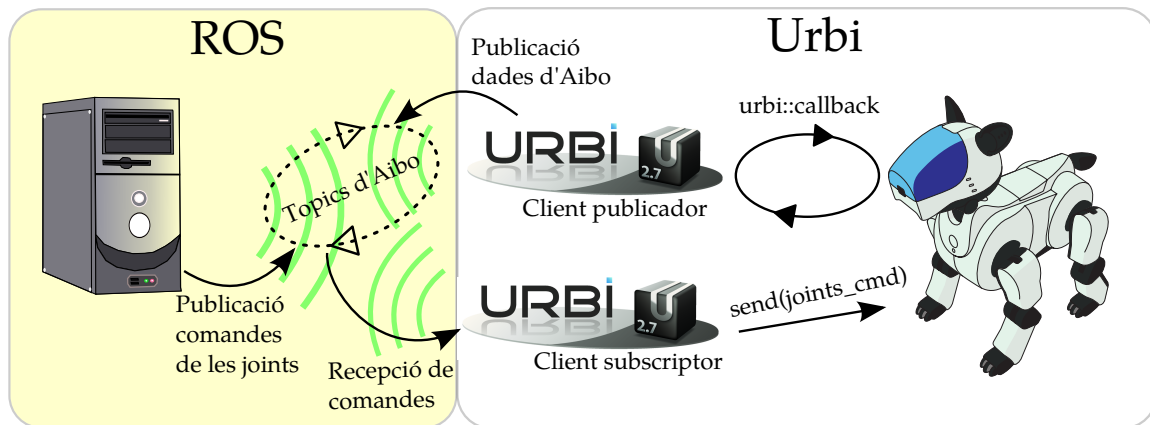 ROS
Urbi
Publicació
dades d'Aibo
urbi::callback
URBI
2.7
Client publicador
Topics d'Aibo
Publicació
comandes
de les joints
Recepció de
comandes
URBI
2.7
Client subscriptor
send(joints_cmd)